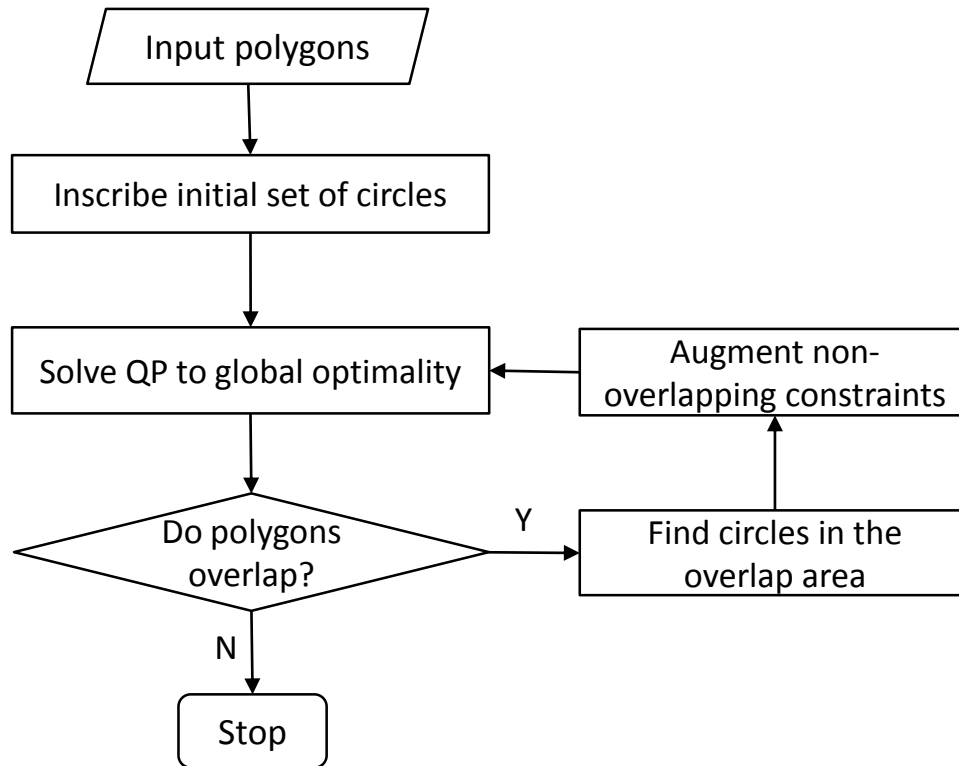 Input polygons
Inscribe initial set of circles
Solve QP to global optimality
Augment non-
overlapping constraints
Do polygons
overlap?
Y
Find circles in the
overlap area
N
Stop